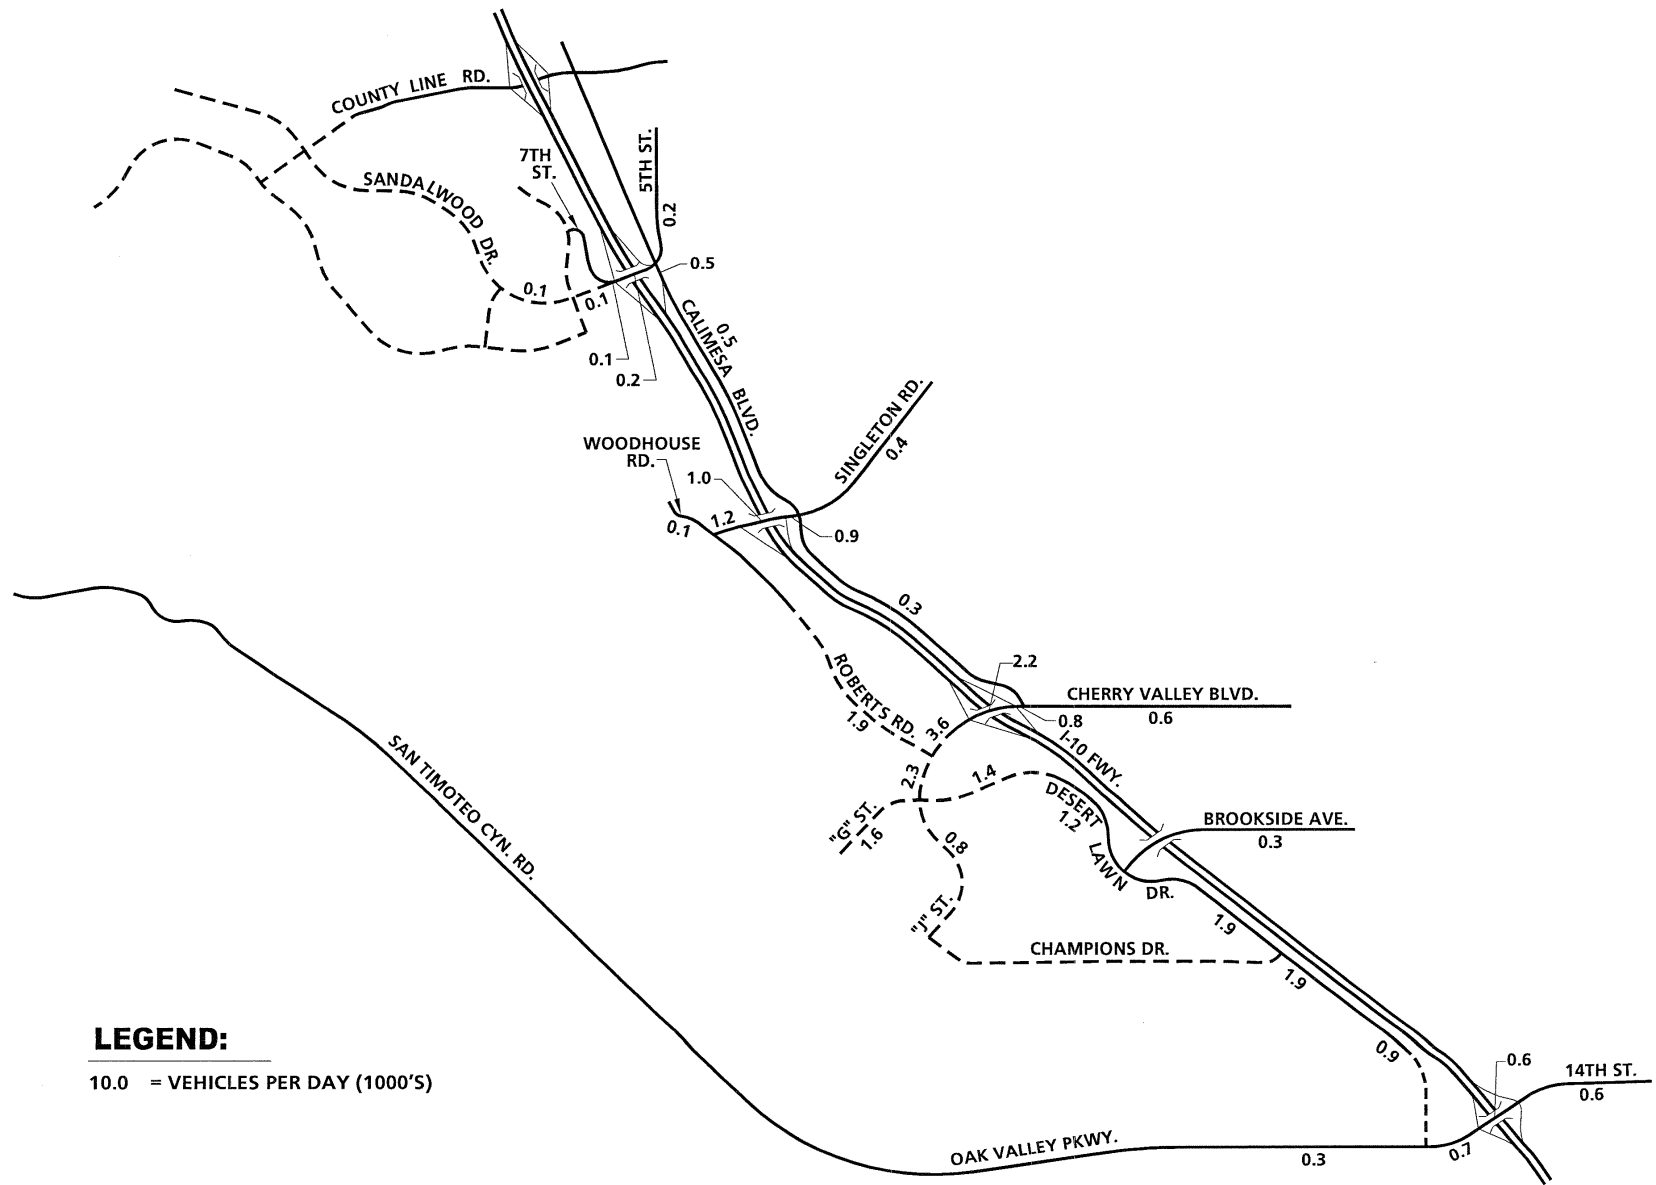 COUNTY LINE RD.
7TH
ST.
5TH ST.
0.2
SANDALWOOD DR.
0.5
0.1
0.1
0.5
CALIMESA BLVD.
0.1
0.2
SINGLETON RD.
0.4
WOODHOUSE
RD.
1.0
1.2
0.1
0.9
0.3
2.2
ROBERTS RD.
1.9
CHERRY VALLEY BLVD.
0.6
0.8
3.6
I-10 FWY.
2.3
1.4
DESERT LAWN DR.
1.2
"G" ST.
1.6
0.8
BROOKSIDE AVE.
0.3
"J" ST.
1.9
CHAMPIONS DR.
1.9
SAN TIMOTEO CYN. RD.
0.9
0.6
14TH ST.
0.6
LEGEND:
10.0 = VEHICLES PER DAY (1000'S)
OAK VALLEY PKWY.
0.3
0.7